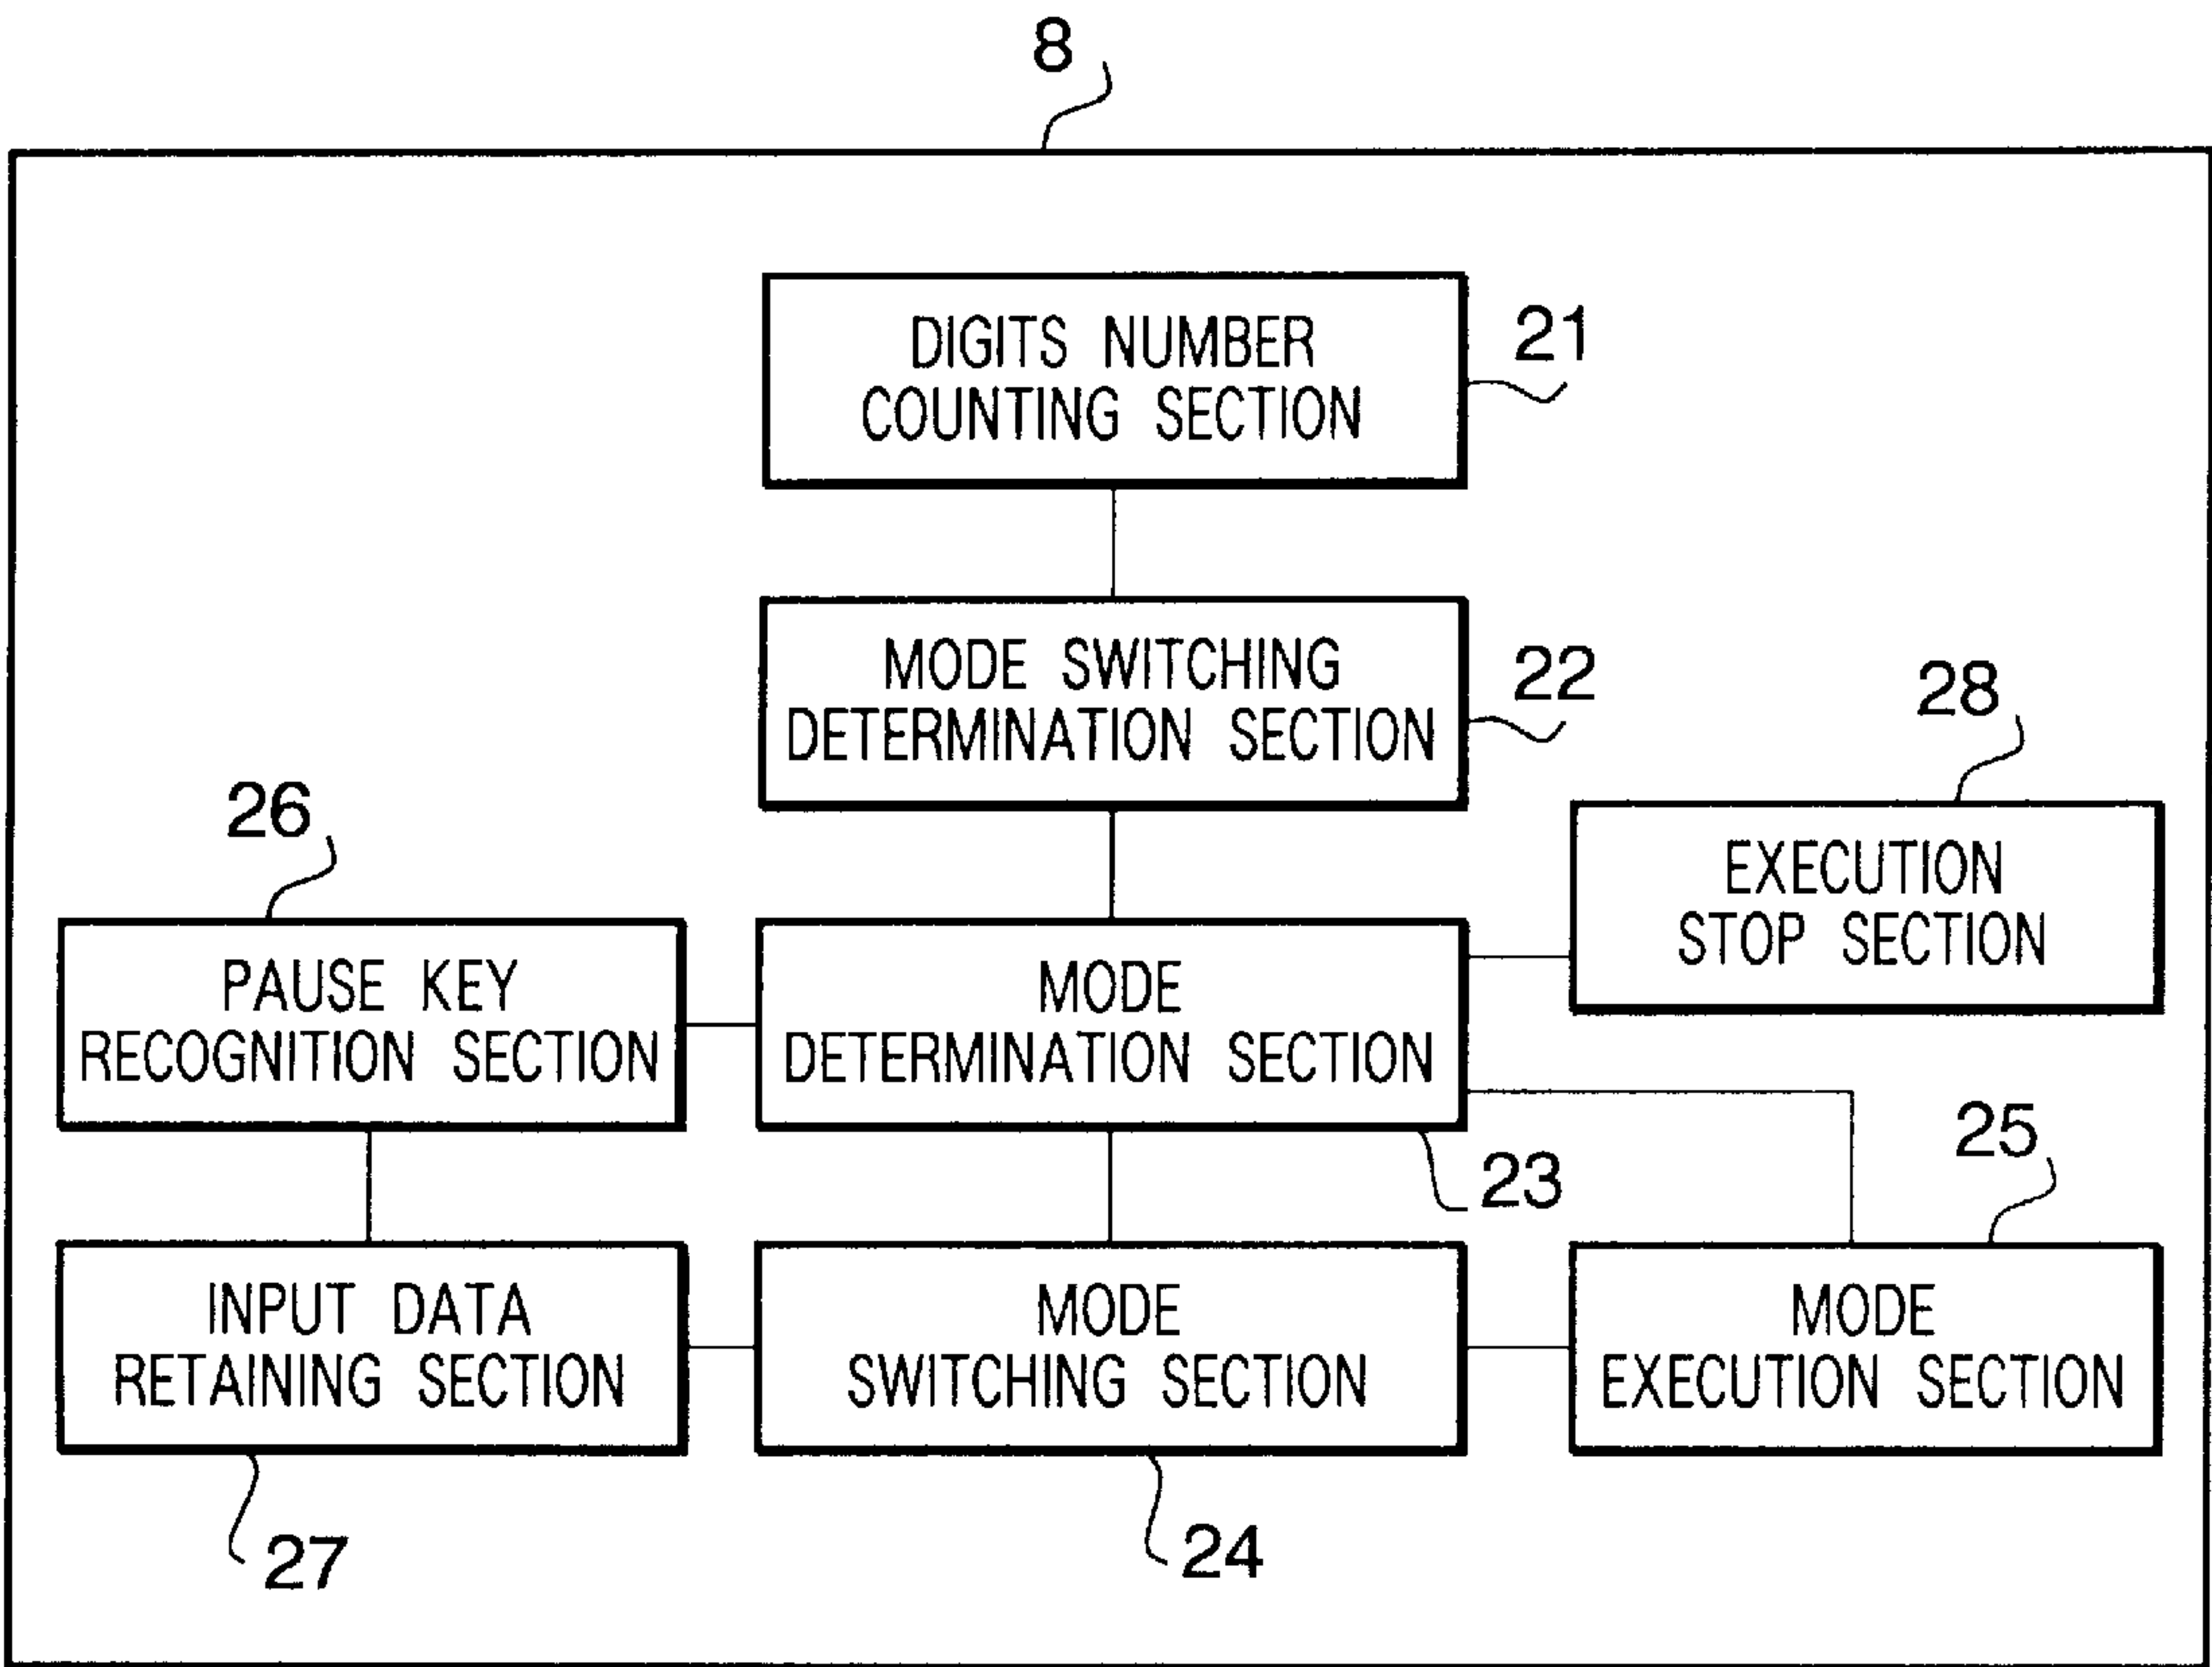 8
DIGITS NUMBER
COUNTING SECTION
21
MODE SWITCHING
DETERMINATION SECTION
22
28
EXECUTION
STOP SECTION
26
PAUSE KEY
RECOGNITION SECTION
MODE
DETERMINATION SECTION
23
25
INPUT DATA
RETAINING SECTION
27
MODE
SWITCHING SECTION
24
MODE
EXECUTION SECTION